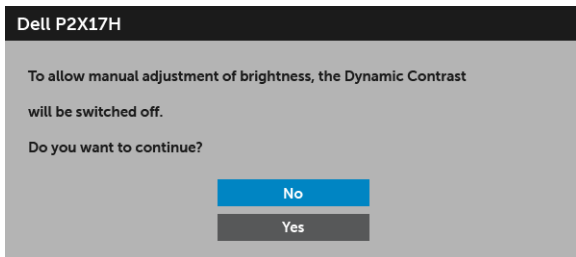 Dell P2X17H
To allow manual adjustment of brightness, the Dynamic Contrast
will be switched off.
Do you want to continue?
No
Yes